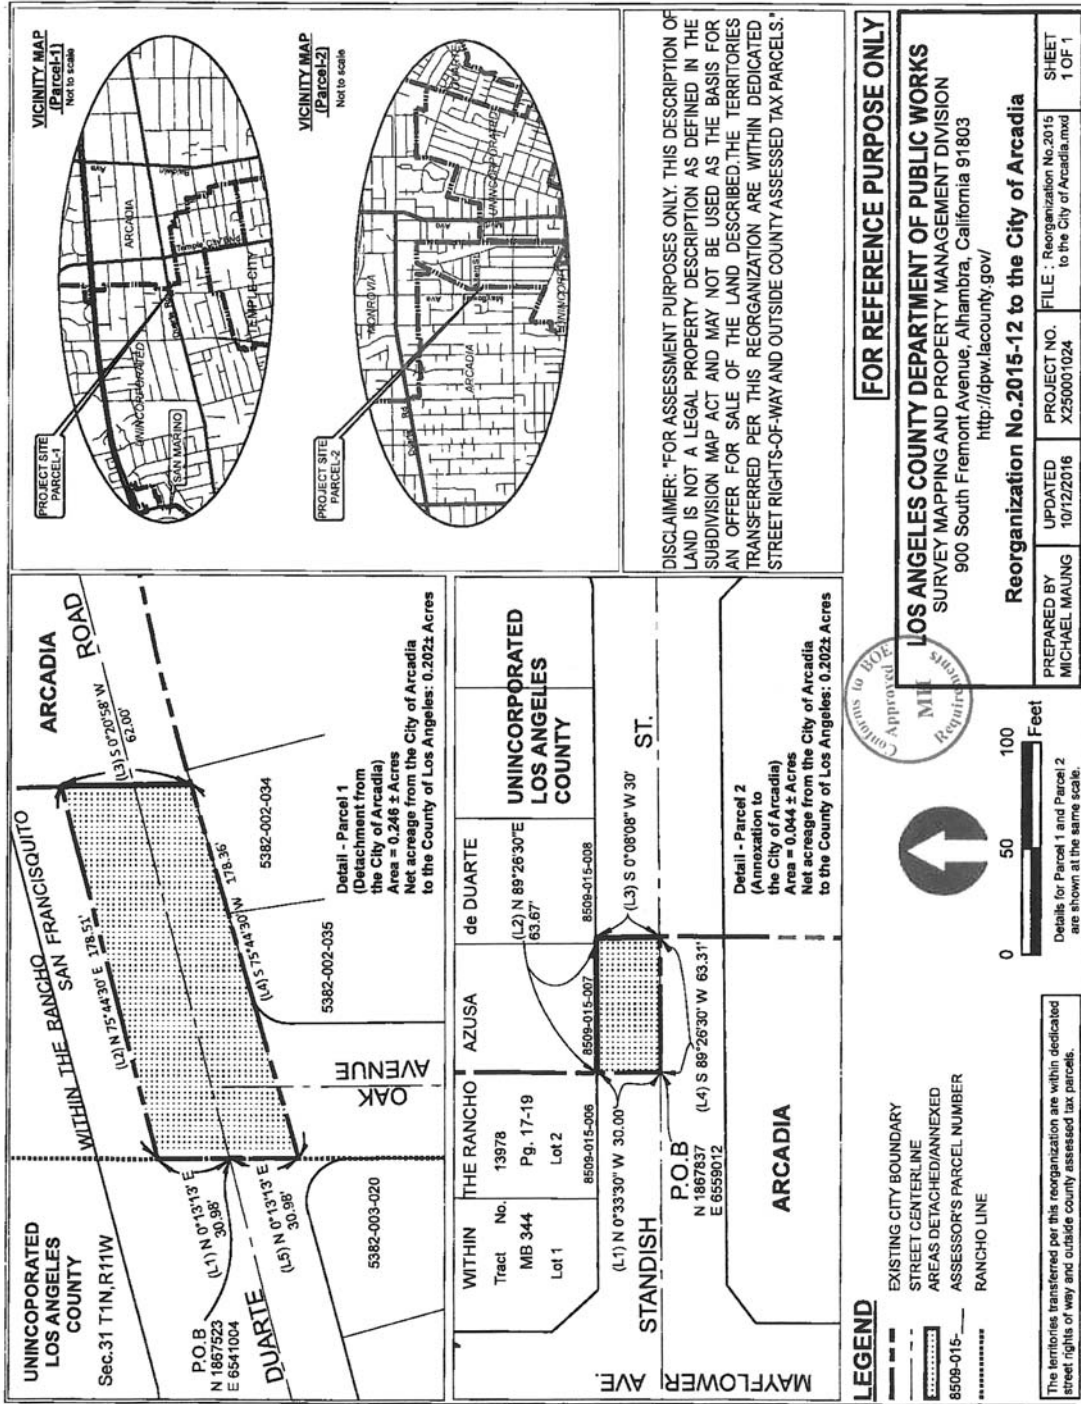 UNINCOPORATED
LOS ANGELES
COUNTY
Sec.31 T1N,R11W
WITHIN THE RANCHO
SAN FRANCISQUITO
ARCADIA
(L1) N 0°13'13" E
30.98'
(L2) N 75°44'30" E 178.51'
(L3) S 0°20'58" W
62.00'
(L4) S 75°44'30" W 178.36'
(L5) N 0°13'13" E
30.98'
P.O.B
N 1867523
E 6541004
DUARTE
ROAD
OAK
AVENUE
5382-003-020
5382-002-035
5382-002-034
Detail - Parcel 1
(Detachment from
the City of Arcadia)
Area = 0.246 ± Acres
Net acreage from the City of Arcadia
to the County of Los Angeles: 0.202± Acres
VICINITY MAP
(Parcel-1)
Not to scale
PROJECT SITE
PARCEL-1
SAN MARINO
UNINCORPORATED
ARCADIA
Temple City Blvd
Baldwin
Ave
TEMPLE CITY
VICINITY MAP
(Parcel-2)
Not to scale
PROJECT SITE
PARCEL-2
MONROVIA
ARCADIA
Ave
Ave
UNINCORPORATED
WITHIN THE RANCHO AZUSA de DUARTE
Tract No. 13978
MB 344 Pg. 17-19
Lot 1 Lot 2
8509-015-006
8509-015-007
8509-015-008
UNINCORPORATED
LOS ANGELES
COUNTY
(L1) N 0°33'30" W 30.00'
(L2) N 89°26'30"E
63.67'
(L3) S 0°08'08" W 30'
(L4) S 89°26'30" W 63.31'
STANDISH ST.
P.O.B
N 1867837
E 6559012
MAYFLOWER AVE.
ARCADIA
Detail - Parcel 2
(Annexation to
the City of Arcadia)
Area = 0.044 ± Acres
Net acreage from the City of Arcadia
to the County of Los Angeles: 0.202± Acres
DISCLAIMER: "FOR ASSESSMENT PURPOSES ONLY. THIS DESCRIPTION OF
LAND IS NOT A LEGAL PROPERTY DESCRIPTION AS DEFINED IN THE
SUBDIVISION MAP ACT AND MAY NOT BE USED AS THE BASIS FOR
AN OFFER FOR SALE OF THE LAND DESCRIBED.THE TERRITORIES
TRANSFERRED PER THIS REORGANIZATION ARE WITHIN DEDICATED
STREET RIGHTS-OF-WAY AND OUTSIDE COUNTY ASSESSED TAX PARCELS."
LEGEND
EXISTING CITY BOUNDARY
STREET CENTERLINE
AREAS DETACHED/ANNEXED
8509-015-___ ASSESSOR'S PARCEL NUMBER
RANCHO LINE
The territories transferred per this reorganization are within dedicated
street rights of way and outside county assessed tax parcels.
0 50 100
Feet
Details for Parcel 1 and Parcel 2
are shown at the same scale.
Conforms to BOE
Approved
MH
Requirements
FOR REFERENCE PURPOSE ONLY
LOS ANGELES COUNTY DEPARTMENT OF PUBLIC WORKS
SURVEY MAPPING AND PROPERTY MANAGEMENT DIVISION
900 South Fremont Avenue, Alhambra, California 91803
http://dpw.lacounty.gov/
Reorganization No.2015-12 to the City of Arcadia
PREPARED BY
MICHAEL MAUNG
UPDATED
10/12/2016
PROJECT NO.
X250001024
FILE : Reorganization No.2015
to the City of Arcadia.mxd
SHEET
1 OF 1